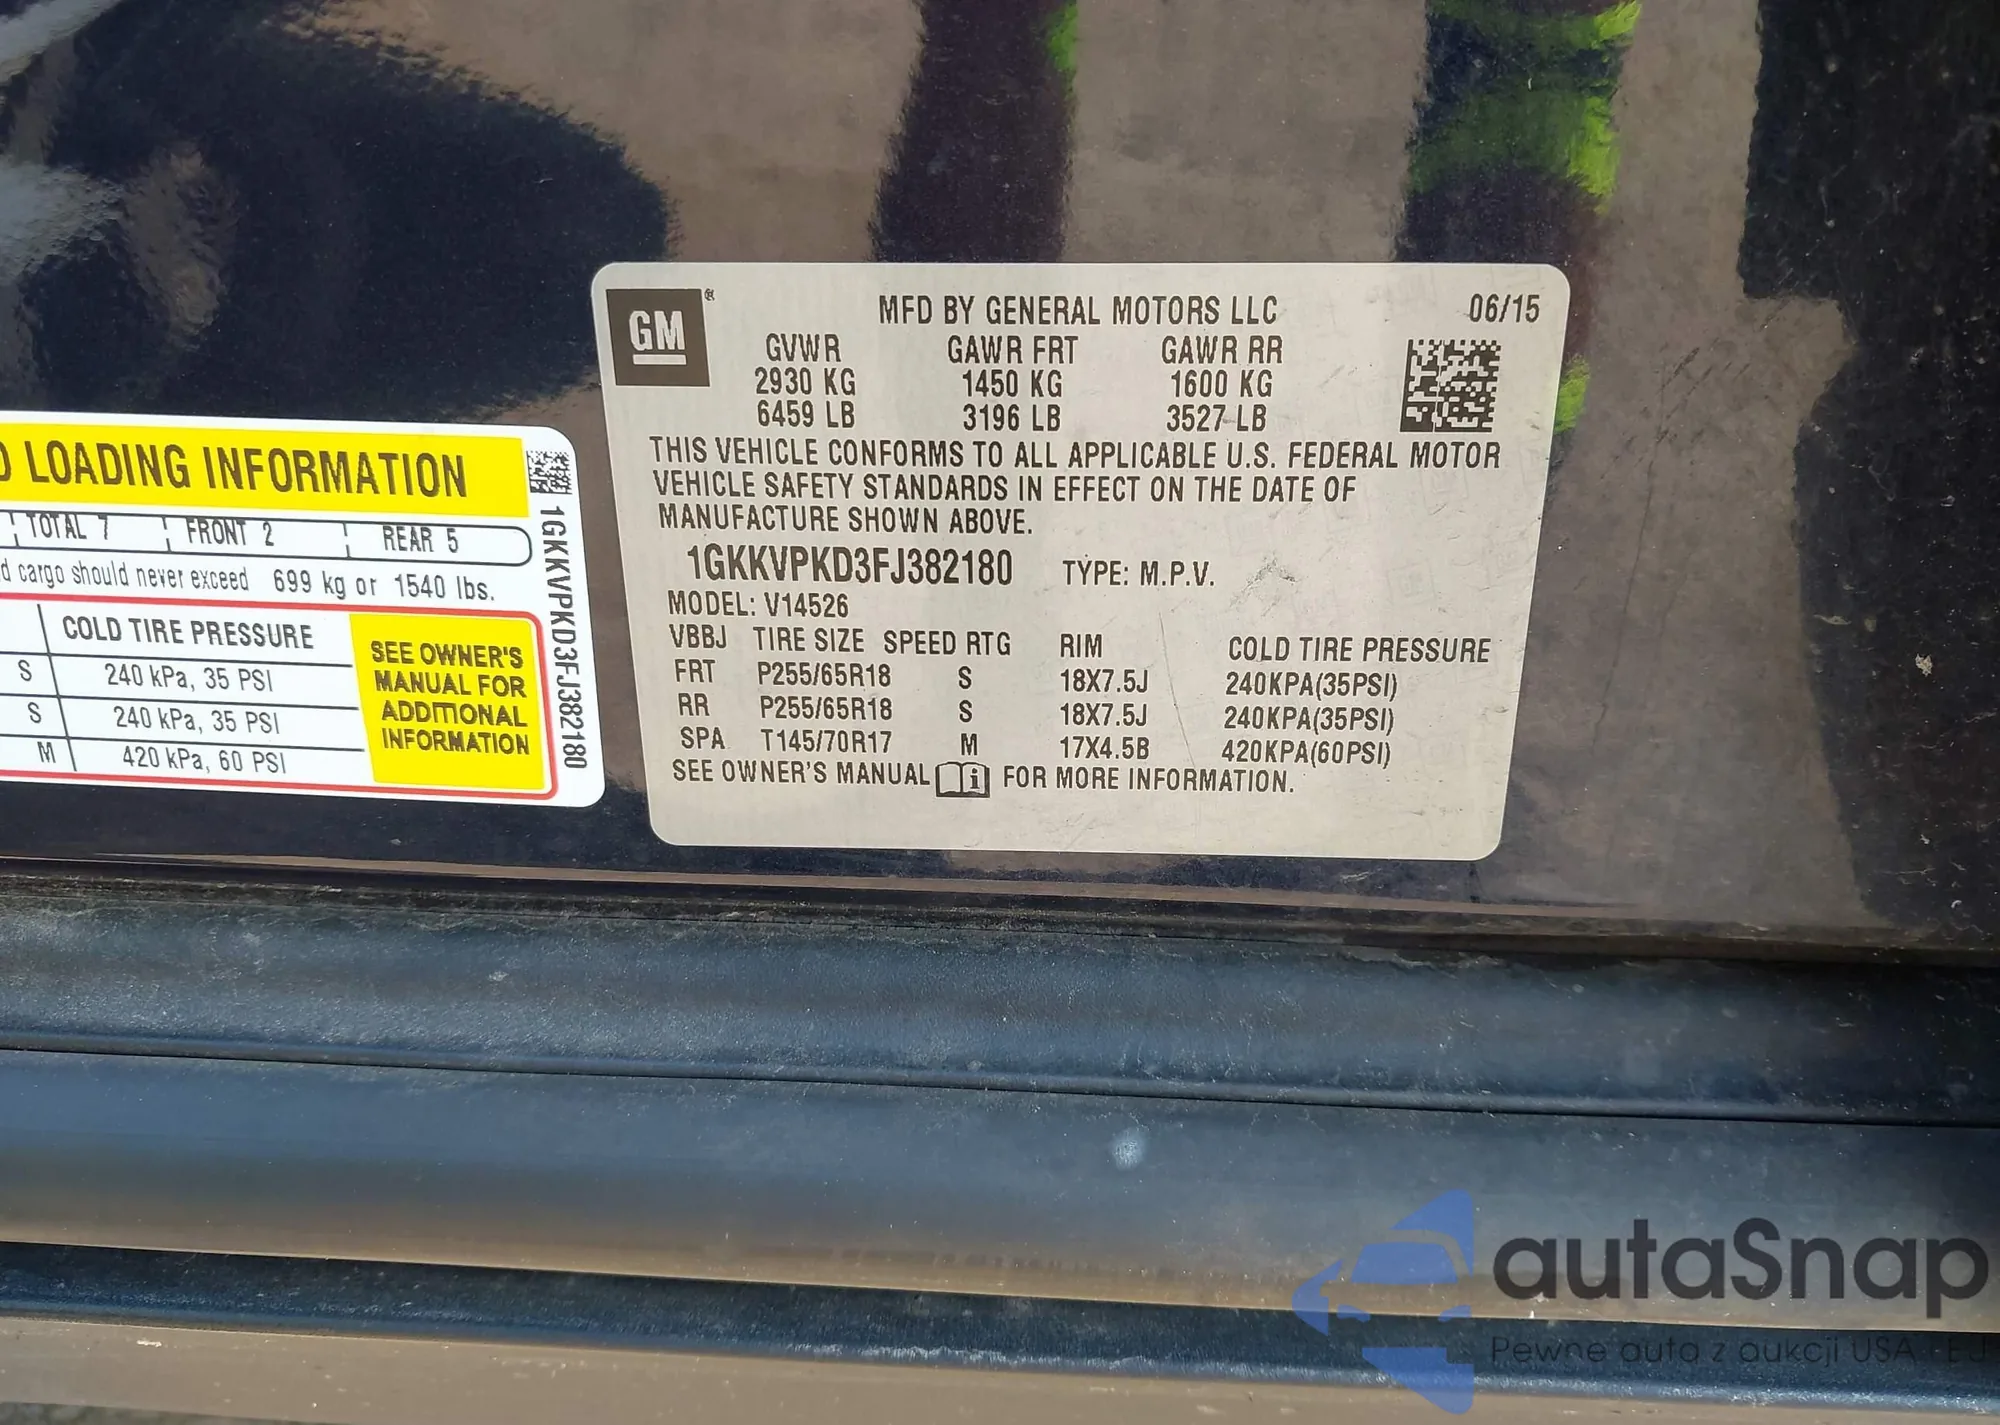 GM
MFD BY GENERAL MOTORS LLC 06/15
GVWR GAWR FRT GAWR RR
2930 KG 1450 KG 1600 KG
6459 LB 3196 LB 3527 LB
THIS VEHICLE CONFORMS TO ALL APPLICABLE U.S. FEDERAL MOTOR
VEHICLE SAFETY STANDARDS IN EFFECT ON THE DATE OF
MANUFACTURE SHOWN ABOVE.
1GKKVPKD3FJ382180 TYPE: M.P.V.
MODEL: V14526
VBBJ TIRE SIZE SPEED RTG RIM COLD TIRE PRESSURE
FRT P255/65R18 S 18X7.5J 240KPA(35PSI)
RR P255/65R18 S 18X7.5J 240KPA(35PSI)
SPA T145/70R17 M 17X4.5B 420KPA(60PSI)
SEE OWNER'S MANUAL i FOR MORE INFORMATION.
LOADING INFORMATION
TOTAL 7 FRONT 2 REAR 5
cargo should never exceed 699 kg or 1540 lbs.
COLD TIRE PRESSURE
S 240 kPa, 35 PSI
S 240 kPa, 35 PSI
M 420 kPa, 60 PSI
SEE OWNER'S
MANUAL FOR
ADDITIONAL
INFORMATION
1GKKVPKD3FJ382180
autaSnap
Pewne auta z aukcji USA i EU